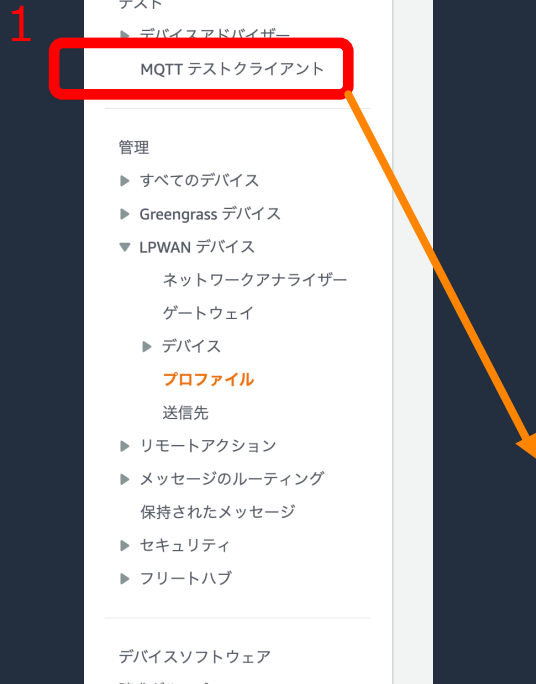 1
テスト
デバイスアドバイザー
MQTT テストクライアント
管理
すべてのデバイス
Greengrass デバイス
LPWAN デバイス
ネットワークアナライザー
ゲートウェイ
デバイス
プロファイル
送信先
リモートアクション
メッセージのルーティング
保持されたメッセージ
セキュリティ
フリートハブ
デバイスソフトウェア